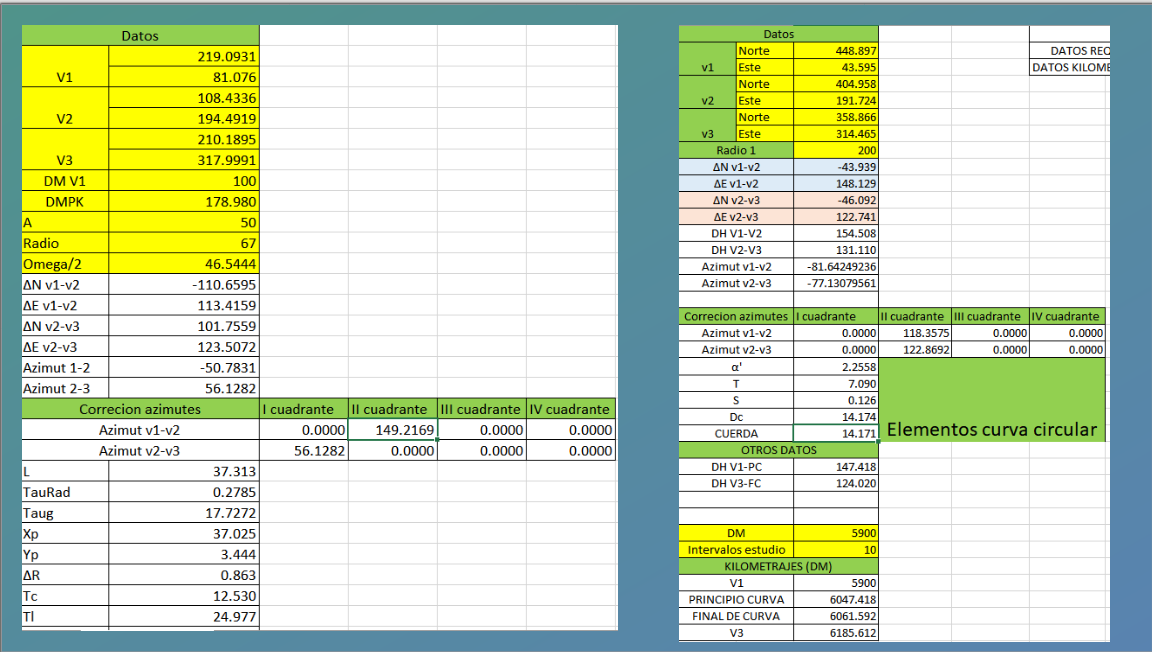 Datos
219.0931
V1 81.076
108.4336
V2 194.4919
210.1895
V3 317.9991
DM V1 100
DMPK 178.980
A 50
Radio 67
Omega/2 46.5444
ΔN v1-v2 -110.6595
ΔE v1-v2 113.4159
ΔN v2-v3 101.7559
ΔE v2-v3 123.5072
Azimut 1-2 -50.7831
Azimut 2-3 56.1282
Correcion azimutes I cuadrante II cuadrante III cuadrante IV cuadrante
Azimut v1-v2 0.0000 149.2169 0.0000 0.0000
Azimut v2-v3 56.1282 0.0000 0.0000 0.0000
L 37.313
TauRad 0.2785
Taug 17.7272
Xp 37.025
Yp 3.444
ΔR 0.863
Tc 12.530
Tl 24.977
Datos
Norte 448.897 DATOS REQ
v1 Este 43.595 DATOS KILOME
Norte 404.958
v2 Este 191.724
Norte 358.866
v3 Este 314.465
Radio 1 200
ΔN v1-v2 -43.939
ΔE v1-v2 148.129
ΔN v2-v3 -46.092
ΔE v2-v3 122.741
DH V1-V2 154.508
DH V2-V3 131.110
Azimut v1-v2 -81.64249236
Azimut v2-v3 -77.13079561
Correcion azimutes I cuadrante II cuadrante III cuadrante IV cuadrante
Azimut v1-v2 0.0000 118.3575 0.0000 0.0000
Azimut v2-v3 0.0000 122.8692 0.0000 0.0000
α' 2.2558
T 7.090
S 0.126
Dc 14.174
CUERDA 14.171 Elementos curva circular
OTROS DATOS
DH V1-PC 147.418
DH V3-FC 124.020
DM 5900
Intervalos estudio 10
KILOMETRAJES (DM)
V1 5900
PRINCIPIO CURVA 6047.418
FINAL DE CURVA 6061.592
V3 6185.612